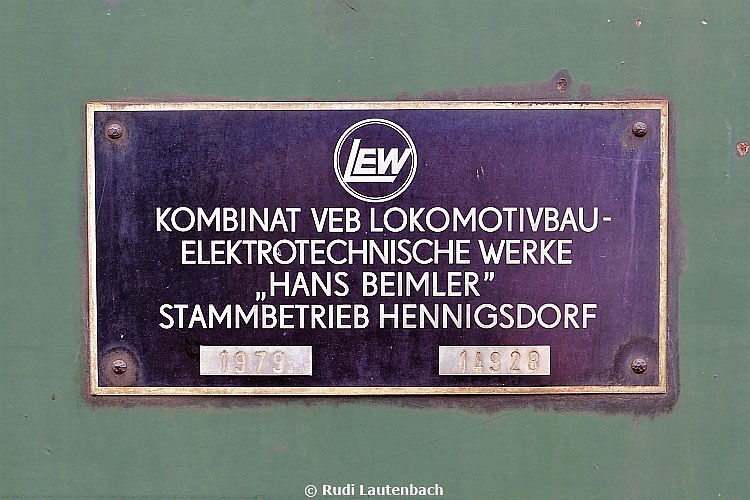 LEW
KOMBINAT VEB LOKOMOTIVBAU-
ELEKTROTECHNISCHE WERKE
„HANS BEIMLER”
STAMMBETRIEB HENNIGSDORF
1979 14928
© Rudi Lautenbach